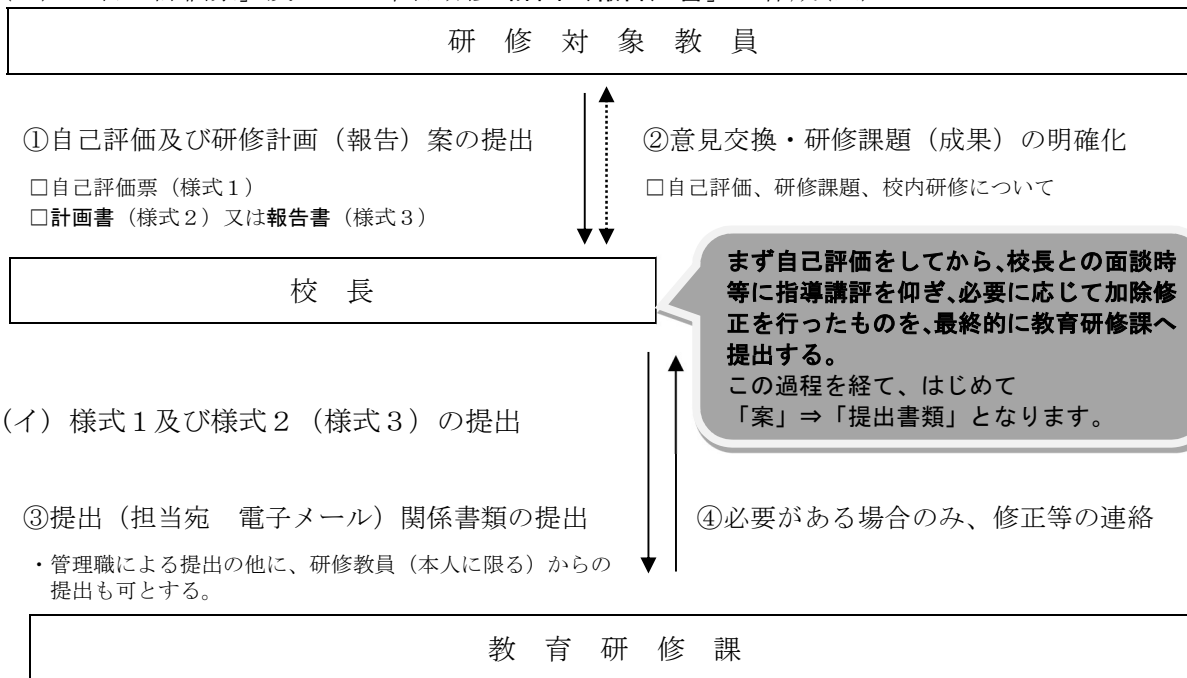 研　修　対　象　教　員
①自己評価及び研修計画（報告）案の提出
□自己評価票（様式１）
□計画書（様式２）又は報告書（様式３）
②意見交換・研修課題（成果）の明確化
□自己評価、研修課題、校内研修について
校　長
まず自己評価をしてから、校長との面談時
等に指導講評を仰ぎ、必要に応じて加除修
正を行ったものを、最終的に教育研修課へ
提出する。
この過程を経て、はじめて
「案」⇒「提出書類」となります。
(イ）様式１及び様式２（様式３）の提出
③提出（担当宛　電子メール）関係書類の提出
・管理職による提出の他に、研修教員（本人に限る）からの
提出も可とする。
④必要がある場合のみ、修正等の連絡
教　育　研　修　課